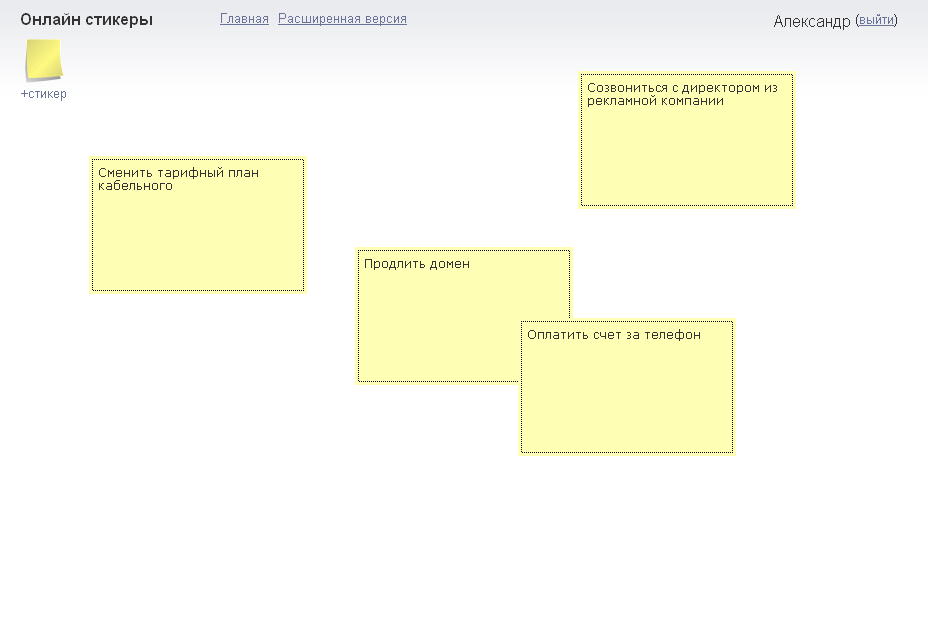 Онлайн стикеры
Главная Расширенная версия
Александр (выйти)
+стикер
Созвониться с директором из
рекламной компании
Сменить тарифный план
кабельного
Продлить домен
Оплатить счет за телефон